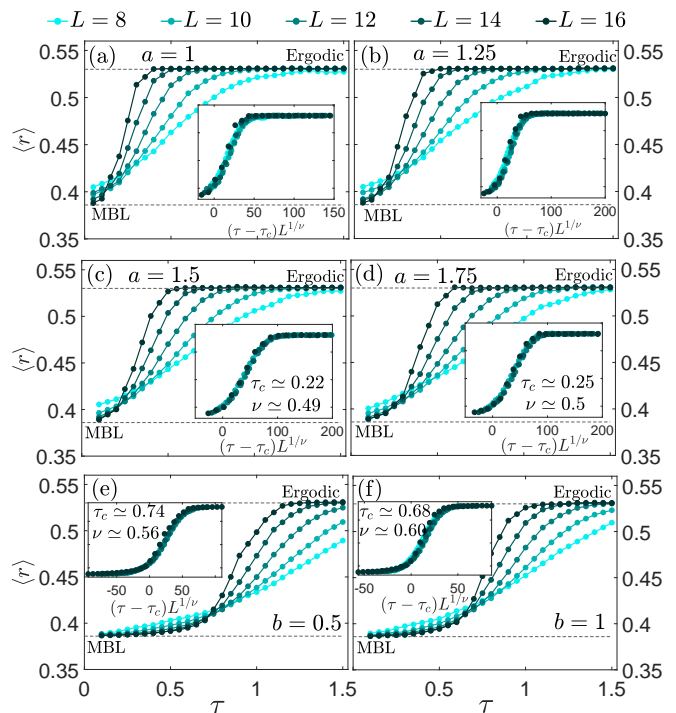 L = 8 L = 10 L = 12 L = 14 L = 16
(a) a = 1 Ergodic
(b) a = 1.25 Ergodic
0.55
0.5
0.45
0.4
0.35
⟨r⟩
MBL
0 50 100 150
(τ − τc)L^{1/ν}
MBL
0 100 200
(τ − τc)L^{1/ν}
0.55
0.5
0.45
0.4
0.35
(c) a = 1.5 Ergodic
(d) a = 1.75 Ergodic
0.55
0.5
0.45
0.4
0.35
⟨r⟩
MBL
τc ≃ 0.22
ν ≃ 0.49
0 100 200
(τ − τc)L^{1/ν}
MBL
τc ≃ 0.25
ν ≃ 0.5
0 100 200
(τ − τc)L^{1/ν}
0.55
0.5
0.45
0.4
0.35
(e) Ergodic
τc ≃ 0.74
ν ≃ 0.56
-50 0 50
(τ − τc)L^{1/ν}
b = 0.5
MBL
(f) Ergodic
τc ≃ 0.68
ν ≃ 0.60
-50 0 50
(τ − τc)L^{1/ν}
b = 1
MBL
0.55
0.5
0.45
0.4
0.35
⟨r⟩
0.55
0.5
0.45
0.4
0.35
0 0.5 1 1.5
τ
0.5 1 1.5
τ